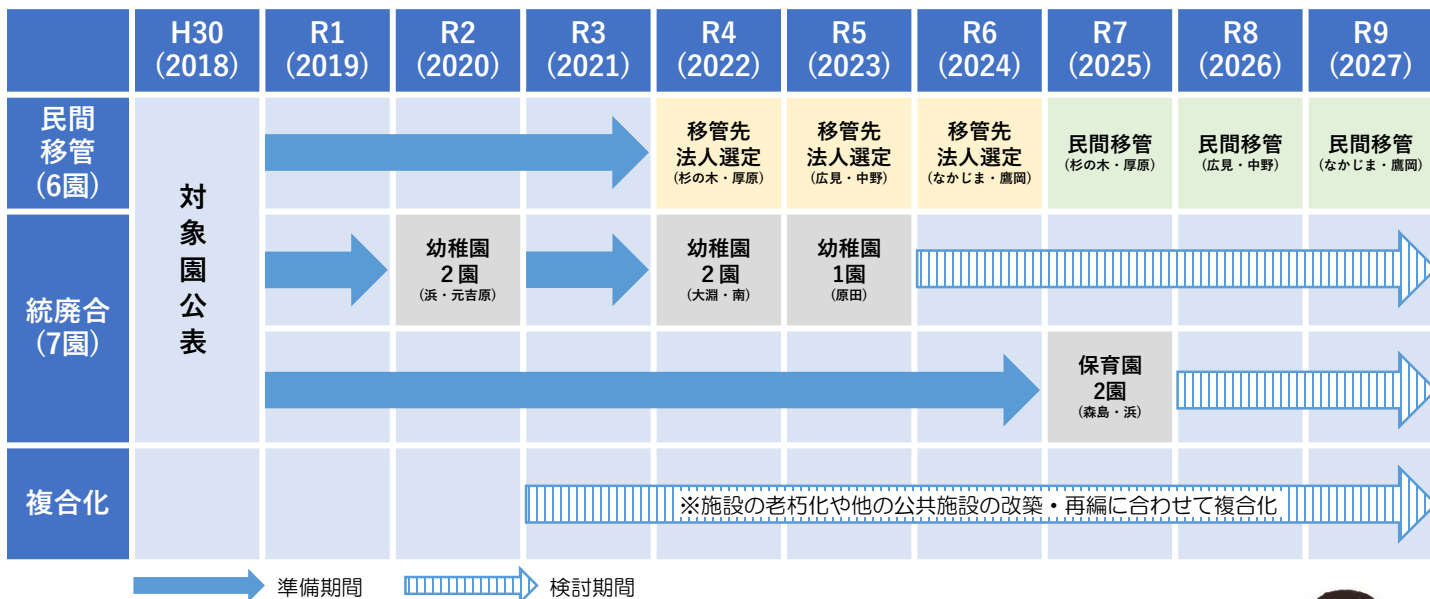 H30
(2018)
R1
(2019)
R2
(2020)
R3
(2021)
R4
(2022)
R5
(2023)
R6
(2024)
R7
(2025)
R8
(2026)
R9
(2027)
民間
移管
(6園)
対
象
園
公
表
移管先
法人選定
(杉の木・厚原)
移管先
法人選定
(広見・中野)
移管先
法人選定
(なかじま・鷹岡)
民間移管
(杉の木・厚原)
民間移管
(広見・中野)
民間移管
(なかじま・鷹岡)
統廃合
(7園)
幼稚園
２園
(浜・元吉原)
幼稚園
２園
(大淵・南)
幼稚園
1園
(原田)
保育園
2園
(森島・浜)
複合化
※施設の老朽化や他の公共施設の改築・再編に合わせて複合化
準備期間
検討期間